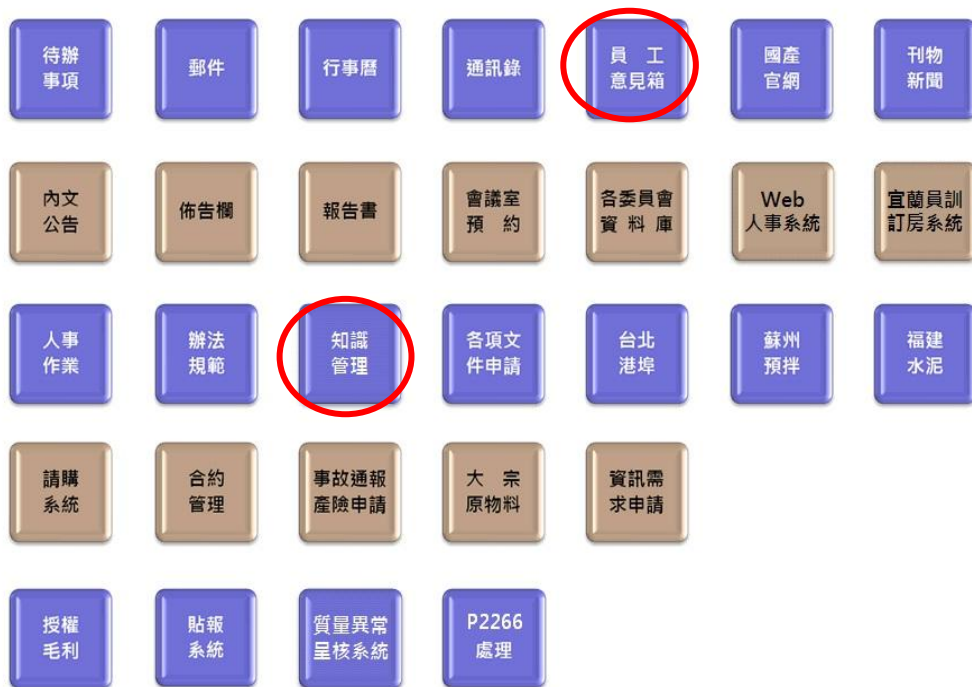 待辦
事項
郵件
行事曆
通訊錄
員 工
意見箱
國產
官網
刊物
新聞
內文
公告
佈告欄
報告書
會議室
預 約
各委員會
資 料 庫
Web
人事系統
宜蘭員訓
訂房系統
人事
作業
辦法
規範
知識
管理
各項文
件申請
台北
港埠
蘇州
預拌
福建
水泥
請購
系統
合約
管理
事故通報
產險申請
大 宗
原物料
資訊需
求申請
授權
毛利
貼報
系統
質量異常
呈核系統
P2266
處理